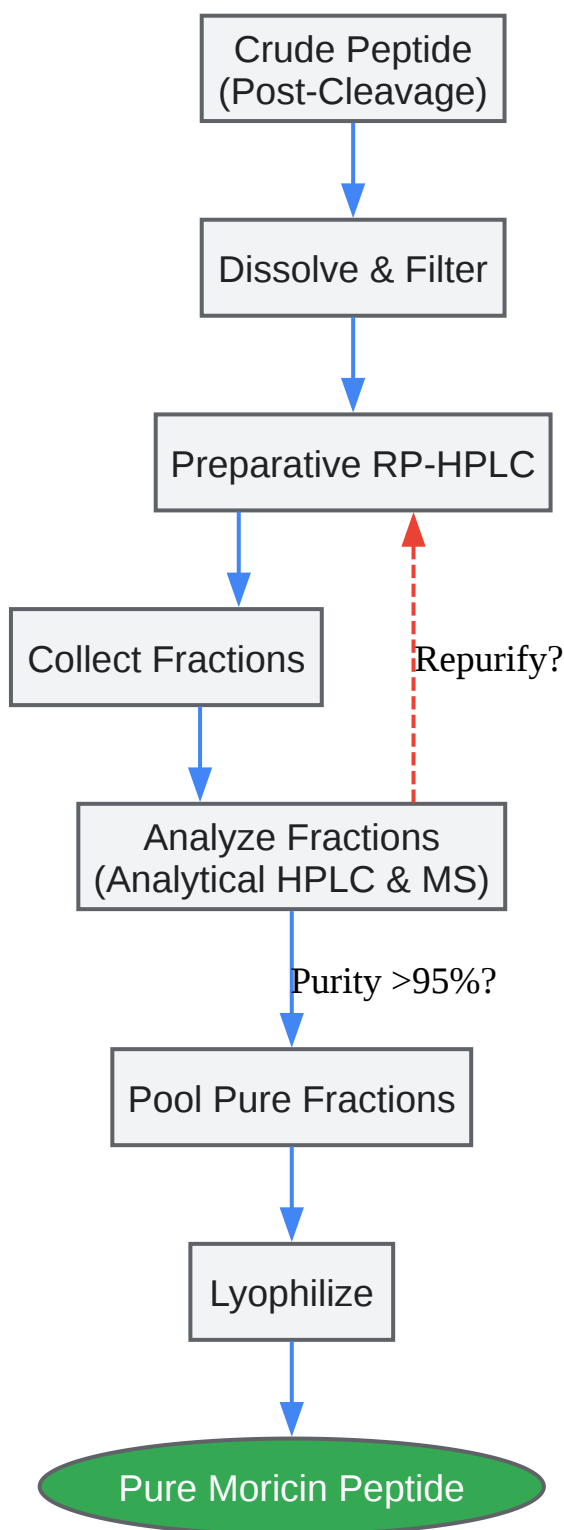 Crude Peptide
(Post-Cleavage)
Dissolve & Filter
Preparative RP-HPLC
Collect Fractions
Repurify?
Analyze Fractions
(Analytical HPLC & MS)
Purity >95%?
Pool Pure Fractions
Lyophilize
Pure Moricin Peptide